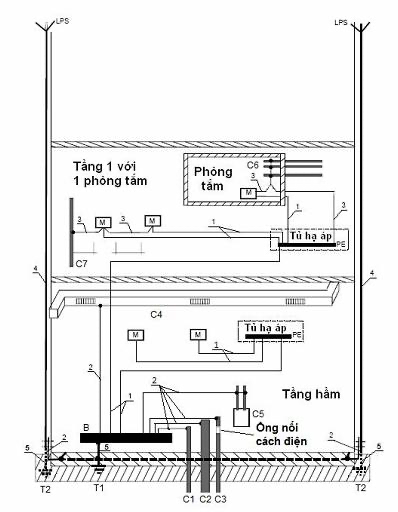 LPS
LPS
Tầng 1 với
1 phòng tắm
C6
Phòng
tắm
M
3
1
3
M
M
3
3
1
Tủ hạ áp
PE
C7
4
4
C4
M
M
Tủ hạ áp
PE
1
2
1
2
Tầng hầm
C5
Ống nối
cách điện
B
2
2
5
5
5
T2
T1
C1
C2
C3
T2